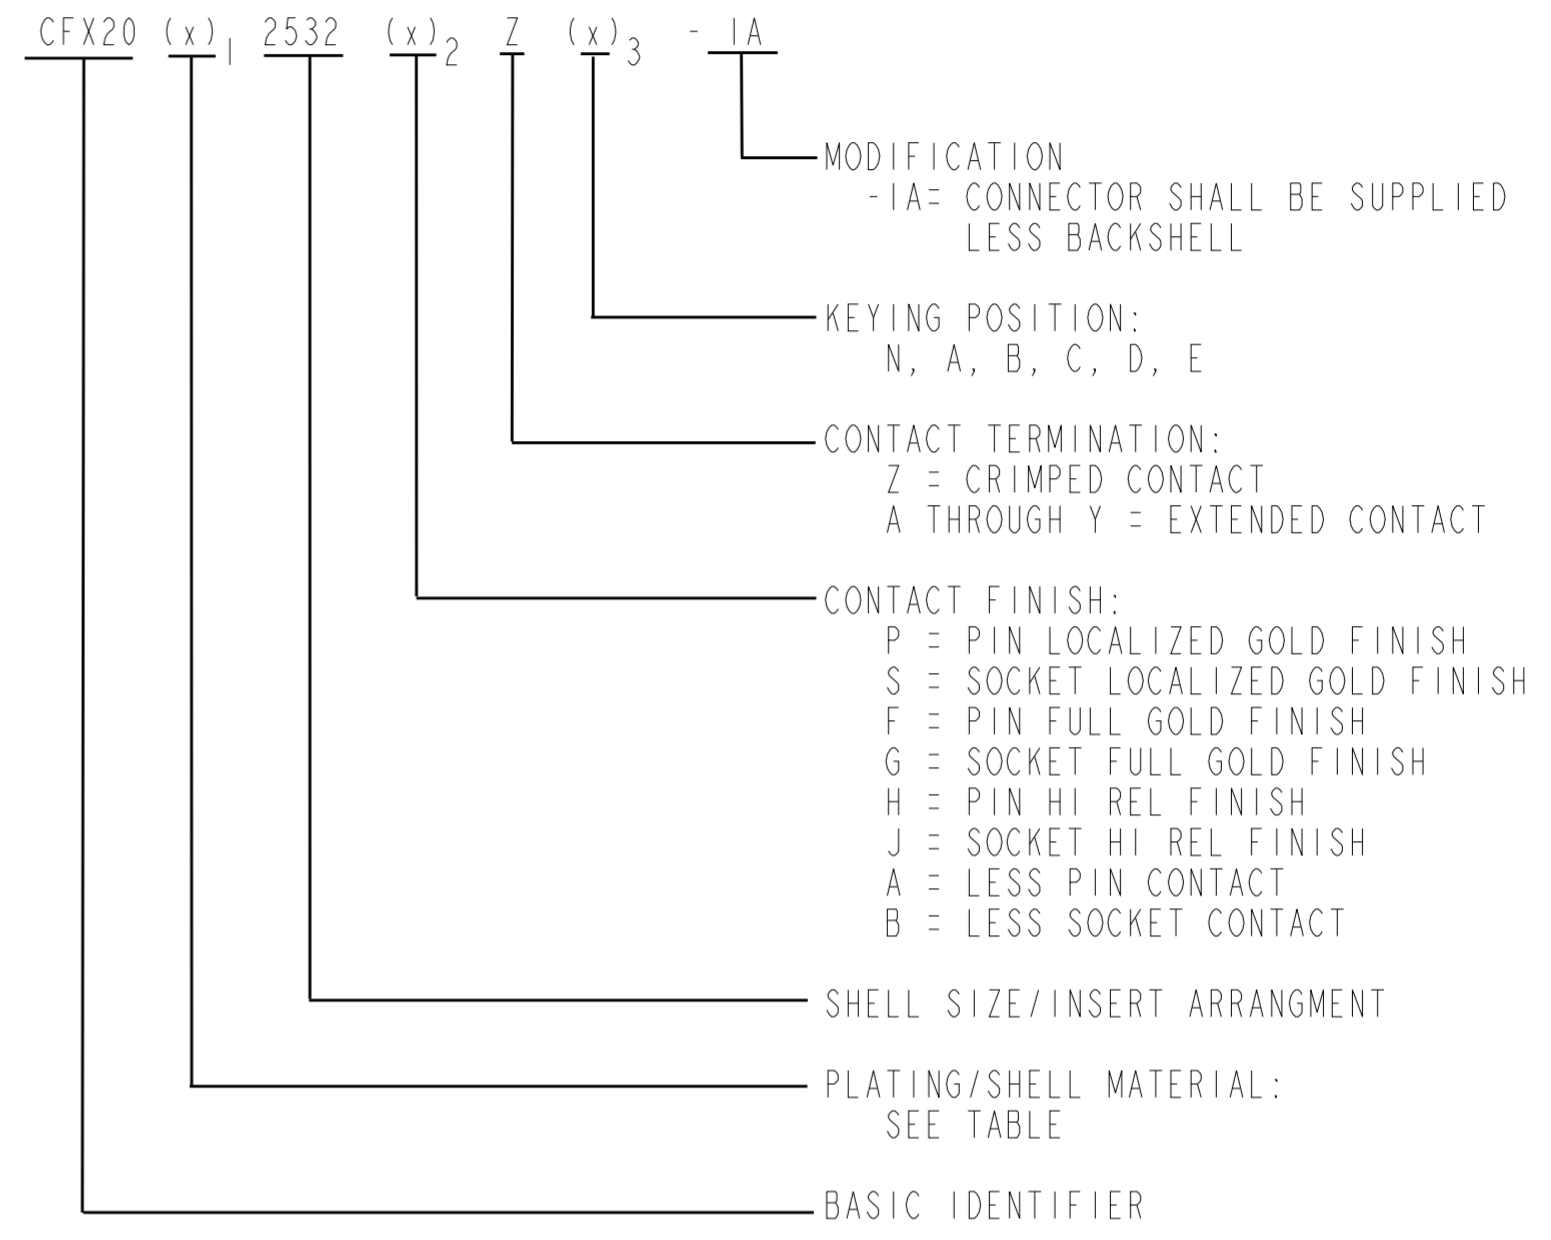 CFX20 (x)1 2532 (x)2 Z (x)3 - 1A
MODIFICATION
-1A= CONNECTOR SHALL BE SUPPLIED
LESS BACKSHELL
KEYING POSITION:
N, A, B, C, D, E
CONTACT TERMINATION:
Z = CRIMPED CONTACT
A THROUGH Y = EXTENDED CONTACT
CONTACT FINISH:
P = PIN LOCALIZED GOLD FINISH
S = SOCKET LOCALIZED GOLD FINISH
F = PIN FULL GOLD FINISH
G = SOCKET FULL GOLD FINISH
H = PIN HI REL FINISH
J = SOCKET HI REL FINISH
A = LESS PIN CONTACT
B = LESS SOCKET CONTACT
SHELL SIZE/INSERT ARRANGMENT
PLATING/SHELL MATERIAL:
SEE TABLE
BASIC IDENTIFIER